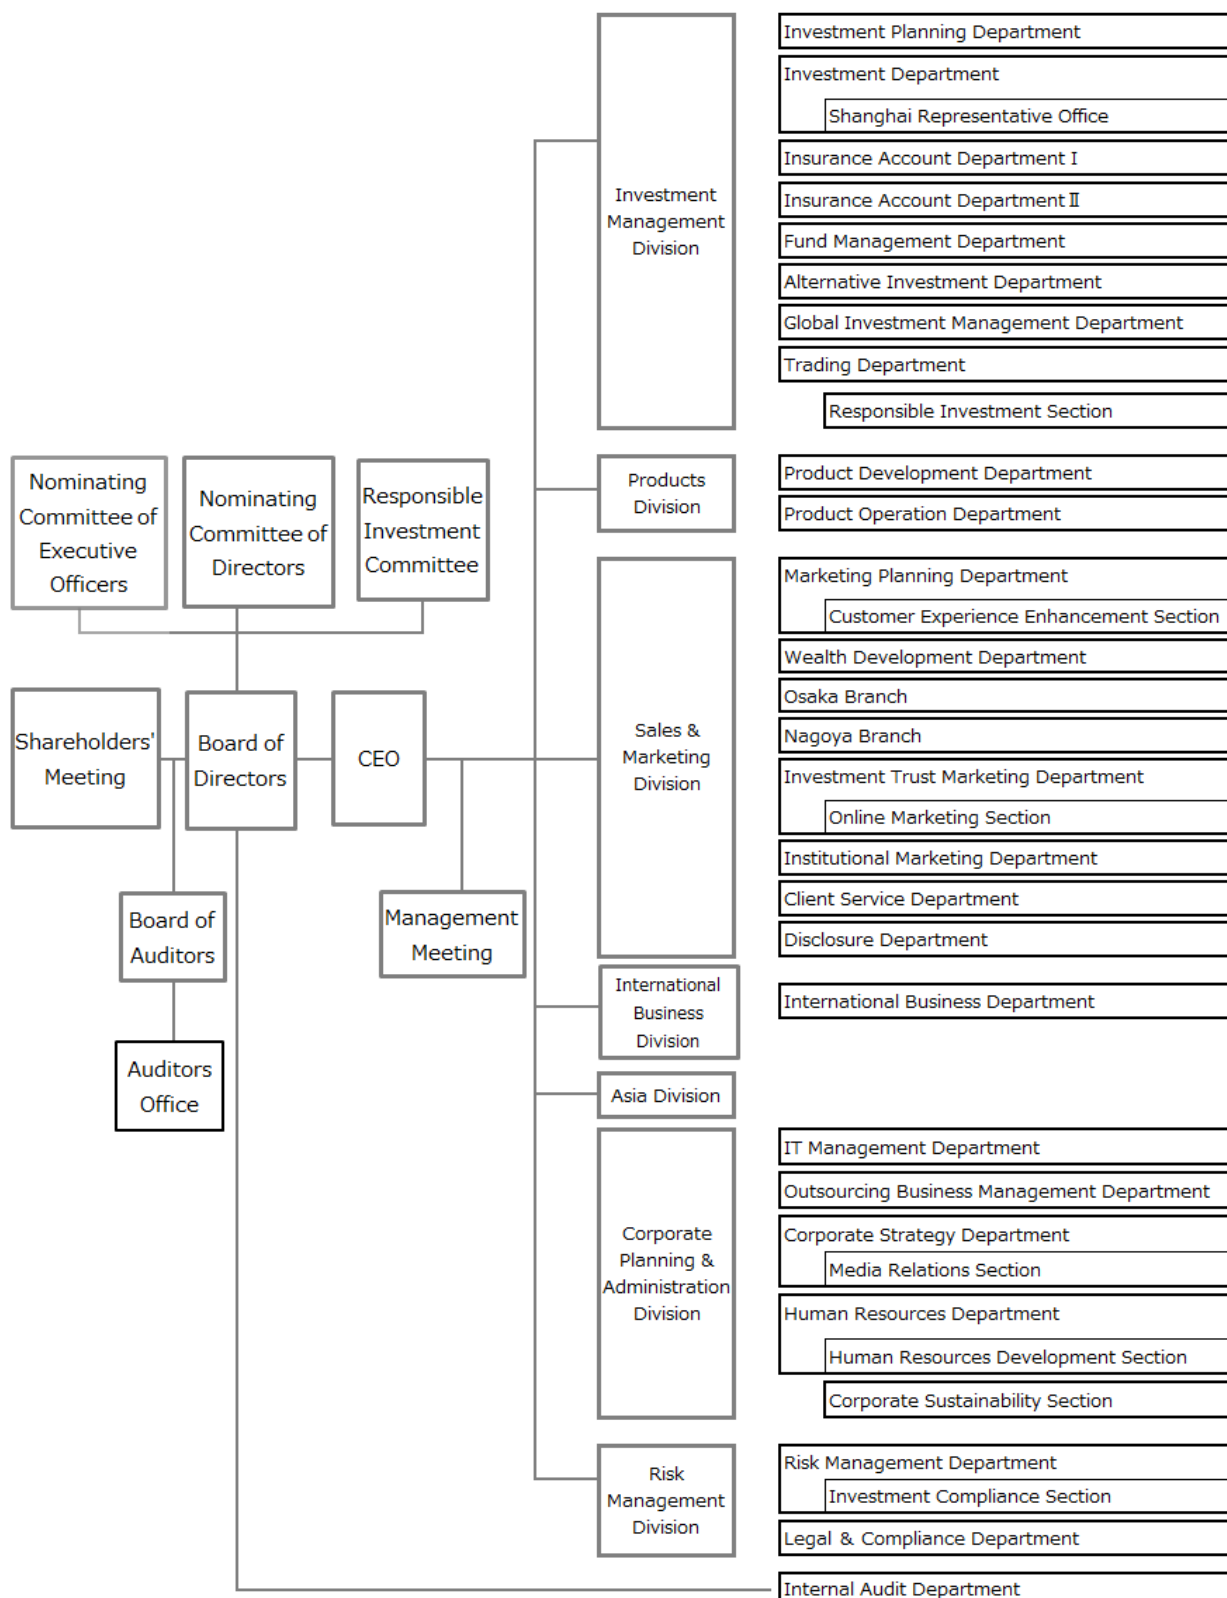 Nominating
Committee of
Executive
Officers
Nominating
Committee of
Directors
Responsible
Investment
Committee
Shareholders'
Meeting
Board of
Directors
CEO
Board of
Auditors
Management
Meeting
Auditors
Office
Investment
Management
Division
Investment Planning Department
Investment Department
Shanghai Representative Office
Insurance Account Department I
Insurance Account Department Ⅱ
Fund Management Department
Alternative Investment Department
Global Investment Management Department
Trading Department
Responsible Investment Section
Products
Division
Product Development Department
Product Operation Department
Sales &
Marketing
Division
Marketing Planning Department
Customer Experience Enhancement Section
Wealth Development Department
Osaka Branch
Nagoya Branch
Investment Trust Marketing Department
Online Marketing Section
Institutional Marketing Department
Client Service Department
Disclosure Department
International
Business
Division
International Business Department
Asia Division
Corporate
Planning &
Administration
Division
IT Management Department
Outsourcing Business Management Department
Corporate Strategy Department
Media Relations Section
Human Resources Department
Human Resources Development Section
Corporate Sustainability Section
Risk
Management
Division
Risk Management Department
Investment Compliance Section
Legal & Compliance Department
Internal Audit Department